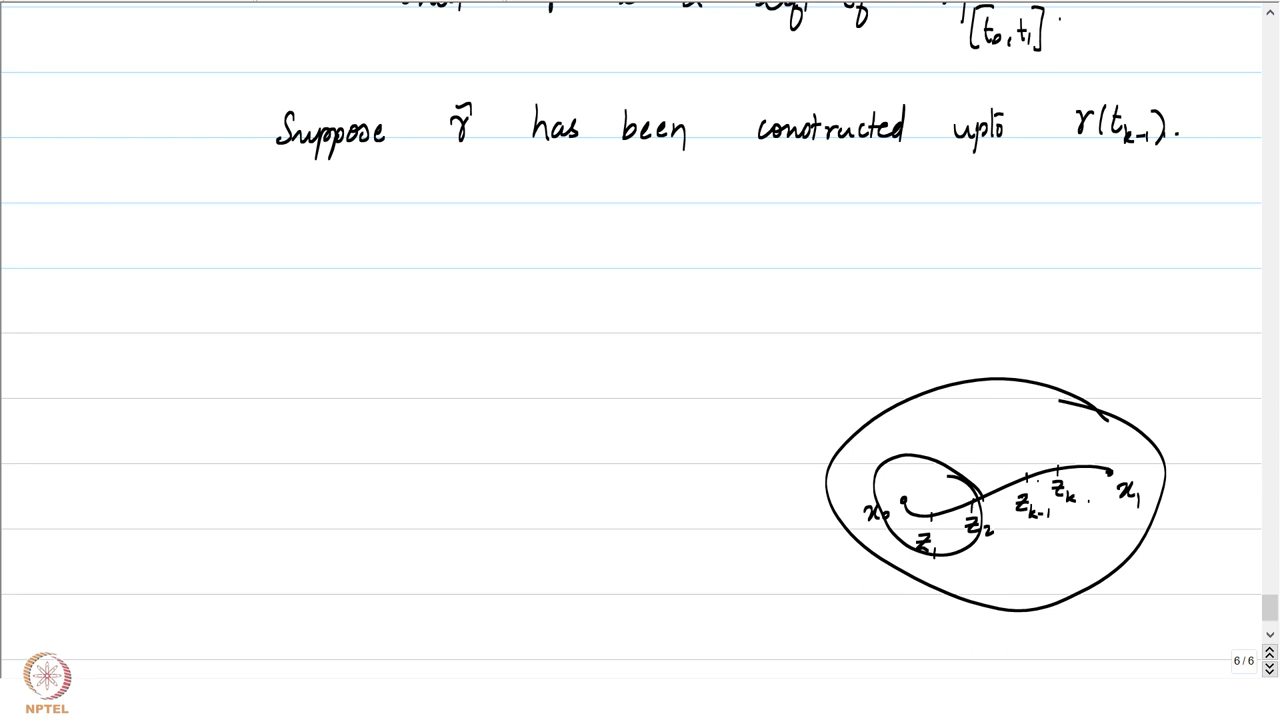 [t₀, t₁].
Suppose γ̃ has been constructed upto γ(tₖ₋₁).
x₀ z₁ z₂ zₖ₋₁ zₖ x₁
6 / 6
NPTEL